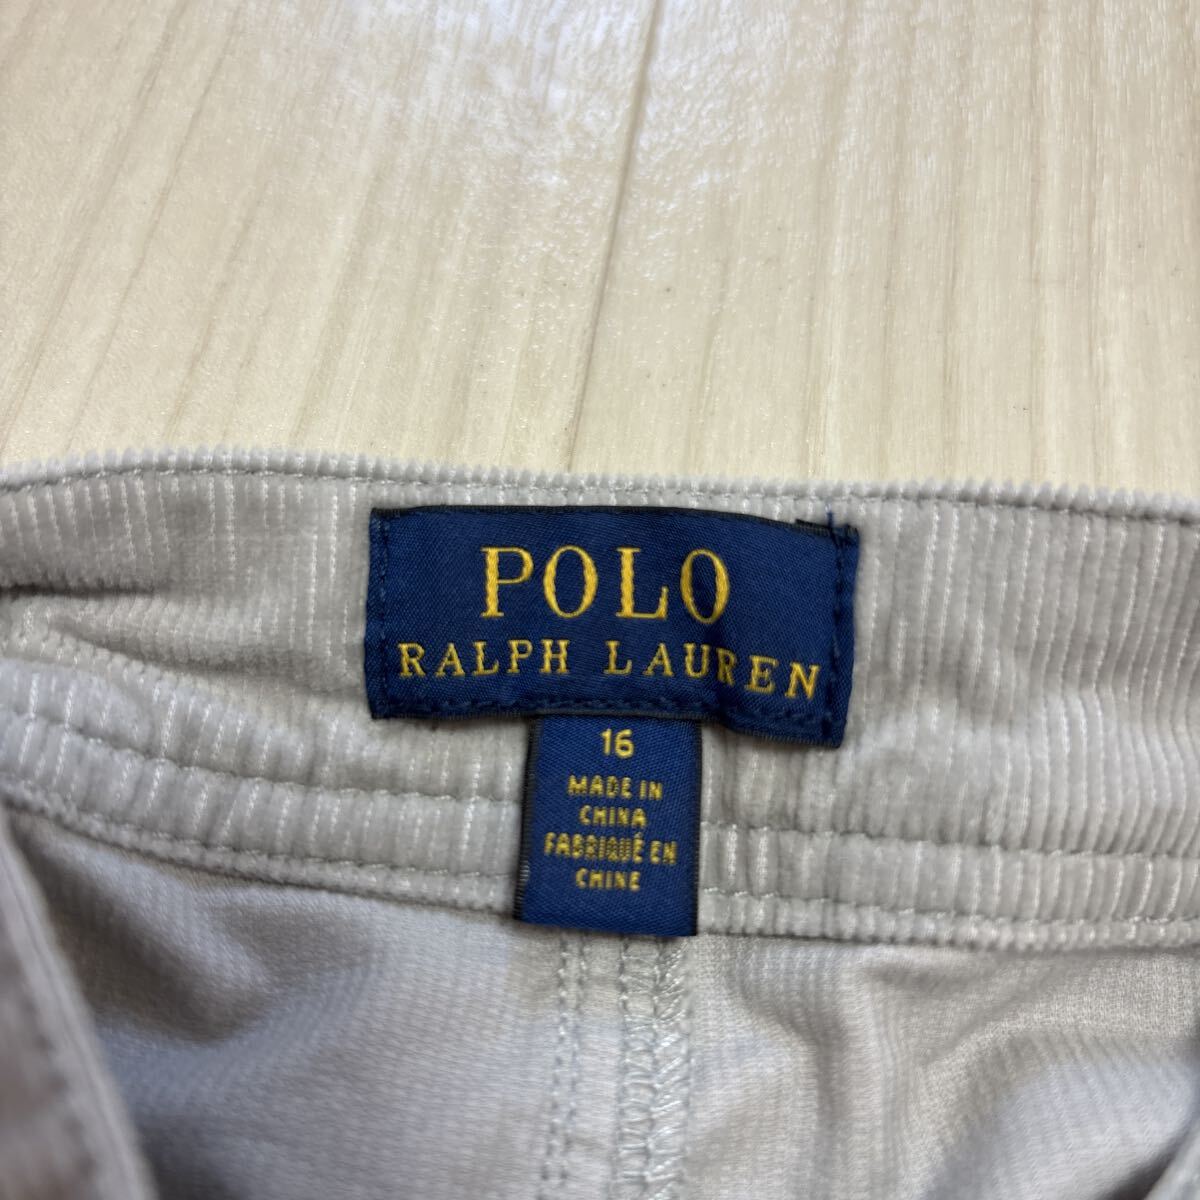 POLO
RALPH LAUREN
16
MADE IN
CHINA
FABRIQUÉ EN
CHINE